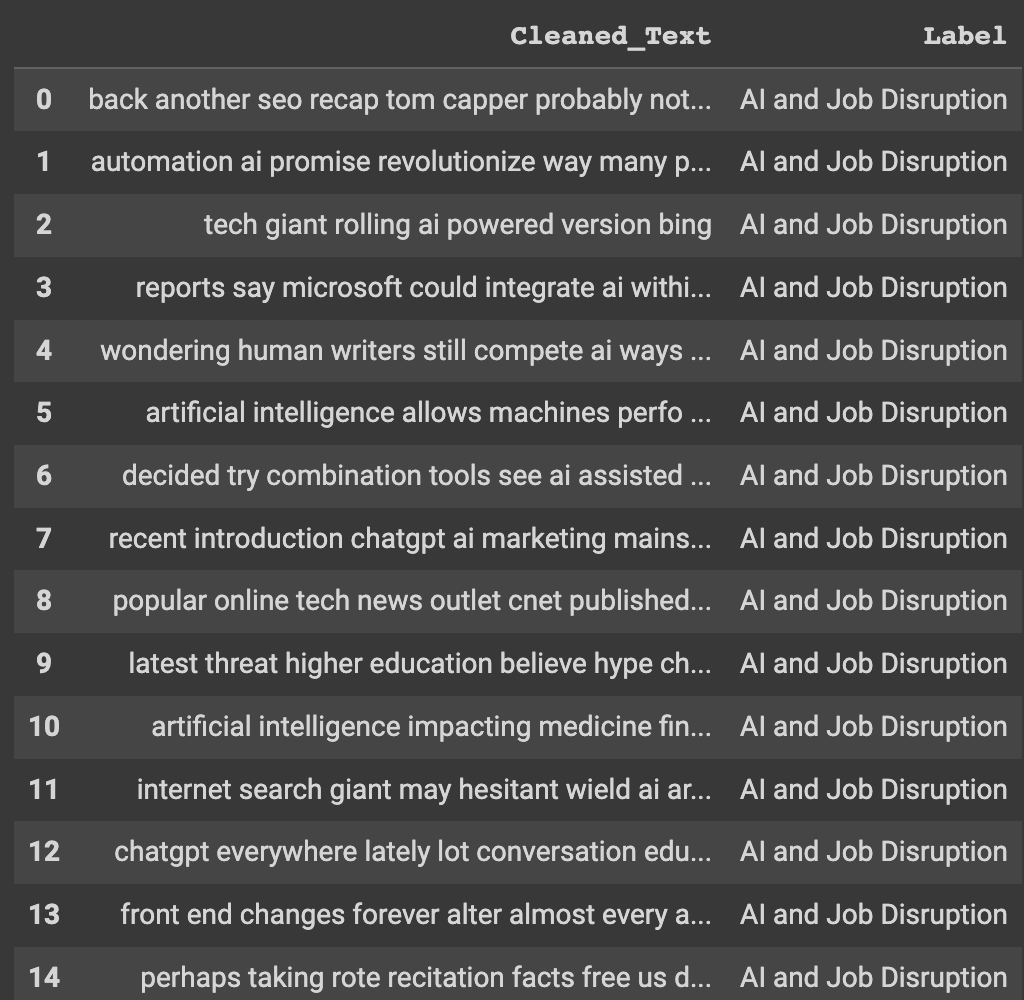 Cleaned_Text Label
0 back another seo recap tom capper probably not... AI and Job Disruption
1 automation ai promise revolutionize way many p... AI and Job Disruption
2 tech giant rolling ai powered version bing AI and Job Disruption
3 reports say microsoft could integrate ai withi... AI and Job Disruption
4 wondering human writers still compete ai ways ... AI and Job Disruption
5 artificial intelligence allows machines perfo ... AI and Job Disruption
6 decided try combination tools see ai assisted ... AI and Job Disruption
7 recent introduction chatgpt ai marketing mains... AI and Job Disruption
8 popular online tech news outlet cnet published... AI and Job Disruption
9 latest threat higher education believe hype ch... AI and Job Disruption
10 artificial intelligence impacting medicine fin... AI and Job Disruption
11 internet search giant may hesitant wield ai ar... AI and Job Disruption
12 chatgpt everywhere lately lot conversation edu... AI and Job Disruption
13 front end changes forever alter almost every a... AI and Job Disruption
14 perhaps taking rote recitation facts free us d... AI and Job Disruption